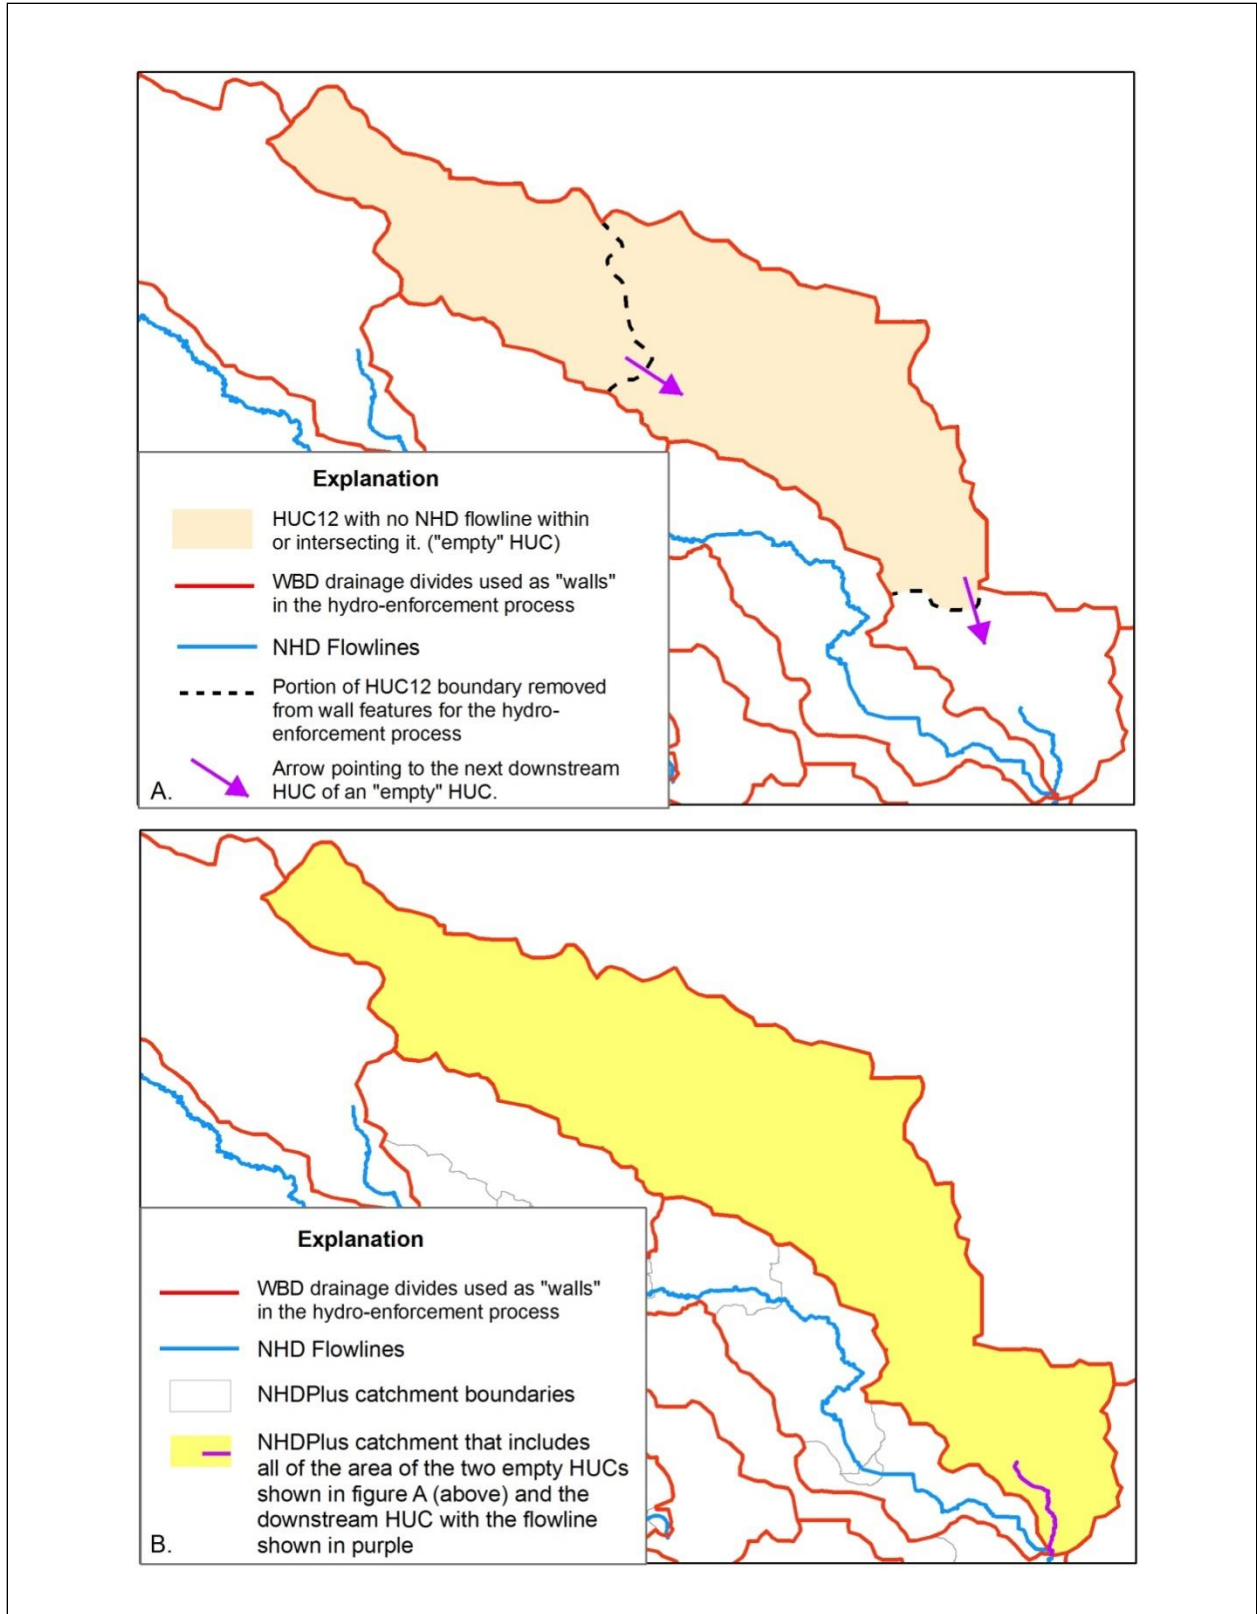 Explanation
HUC12 with no NHD flowline within
or intersecting it. ("empty" HUC)
WBD drainage divides used as "walls"
in the hydro-enforcement process
NHD Flowlines
Portion of HUC12 boundary removed
from wall features for the hydro-
enforcement process
Arrow pointing to the next downstream
HUC of an "empty" HUC.
A.
Explanation
WBD drainage divides used as "walls"
in the hydro-enforcement process
NHD Flowlines
NHDPlus catchment boundaries
NHDPlus catchment that includes
all of the area of the two empty HUCs
shown in figure A (above) and the
downstream HUC with the flowline
shown in purple
B.